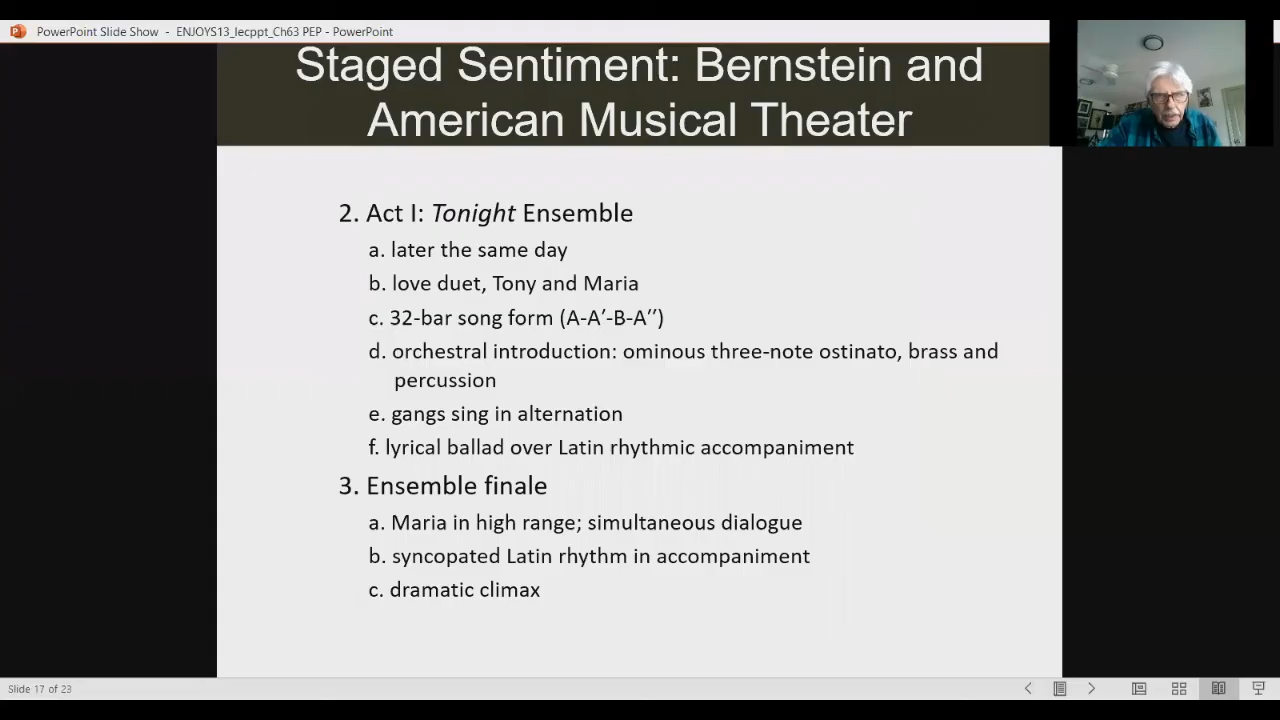 PowerPoint Slide Show - ENJOYS13_lecppt_Ch63 PEP - PowerPoint
Staged Sentiment: Bernstein and
American Musical Theater
2. Act I: Tonight Ensemble
a. later the same day
b. love duet, Tony and Maria
c. 32-bar song form (A-A′-B-A′′)
d. orchestral introduction: ominous three-note ostinato, brass and
percussion
e. gangs sing in alternation
f. lyrical ballad over Latin rhythmic accompaniment
3. Ensemble finale
a. Maria in high range; simultaneous dialogue
b. syncopated Latin rhythm in accompaniment
c. dramatic climax
Slide 17 of 23